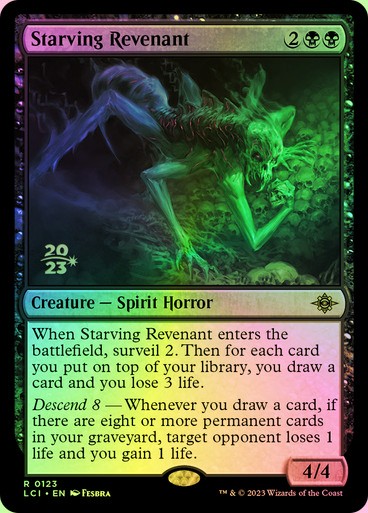 Starving Revenant 2
20
23
Creature — Spirit Horror
When Starving Revenant enters the
battlefield, surveil 2. Then for each card
you put on top of your library, you draw a
card and you lose 3 life.
Descend 8 — Whenever you draw a card, if
there are eight or more permanent cards
in your graveyard, target opponent loses 1
life and you gain 1 life.
4/4
R 0123
LCI • EN Fesbra
™ & © 2023 Wizards of the Coast